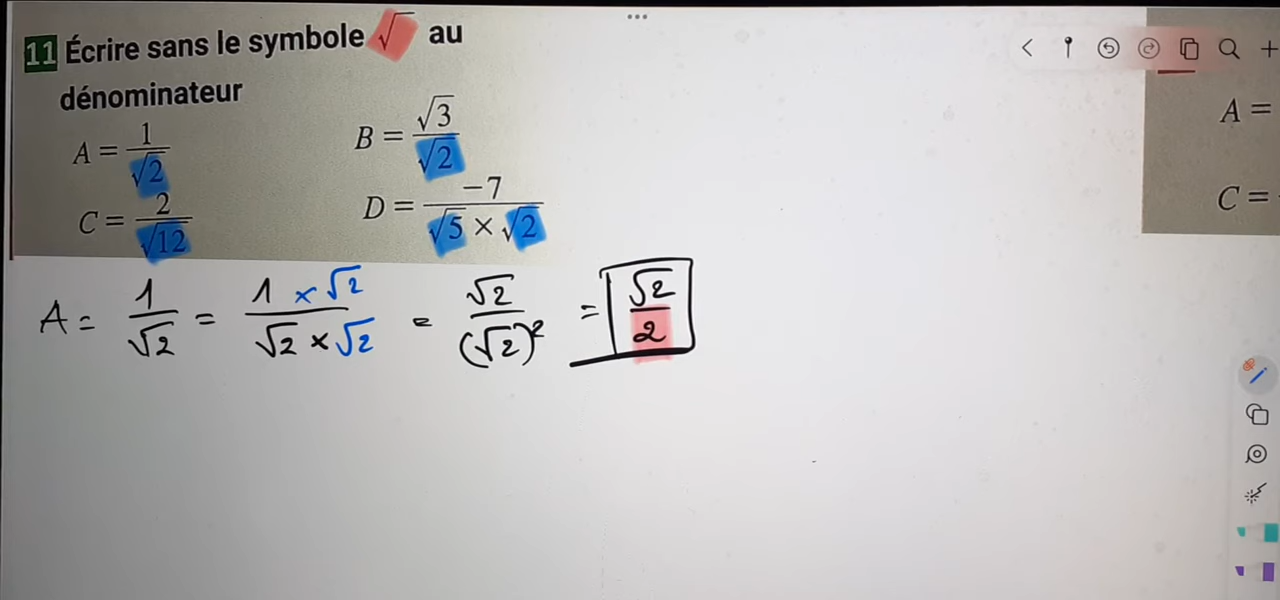 11 Écrire sans le symbole √ au
dénominateur
A = 1/√2
B = √3/√2
C = 2/√12
D = -7/(√5 × √2)
A = 1/√2 = (1 × √2)/(√2 × √2) = √2/(√2)² = √2/2
A =
C =